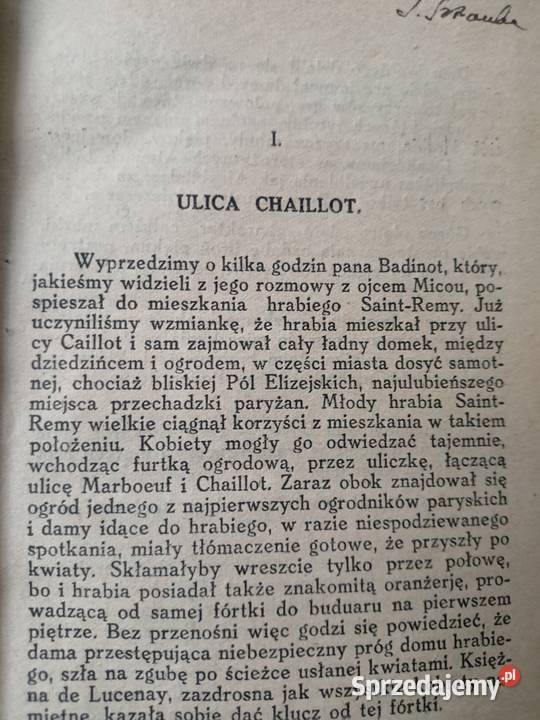 I.
ULICA CHAILLOT.
Wyprzedzimy o kilka godzin pana Badinot, który,
jakieśmy widzieli z jego rozmowy z ojcem Micou, po-
spieszał do mieszkania hrabiego Saint-Remy. Już
uczyniliśmy wzmiankę, że hrabia mieszkał przy uli-
cy Caillot i sam zajmował cały ładny domek, między
dziedzińcem i ogrodem, w części miasta dosyć samot-
nej, chociaż bliskiej Pól Elizejskich, najulubieńszego
miejsca przechadzki paryżan. Młody hrabia Saint-
Remy wielkie ciągnął korzyści z mieszkania w takiem
położeniu. Kobiety mogły go odwiedzać tajemnie,
wchodząc furtką ogrodową, przez uliczkę, łączącą
ulicę Marboeuf i Chaillot. Zaraz obok znajdował się
ogród jednego z najpierwszych ogrodników paryskich
i damy idące do hrabiego, w razie niespodziewanego
spotkania, miały tłómaczenie gotowe, że przyszły po
kwiaty. Skłamałyby wreszcie tylko przez połowę,
bo i hrabia posiadał także znakomitą oranżerję, pro-
wadzącą od samej fórtki do buduaru na pierwszem
piętrze. Bez przenośni więc godzi się powiedzieć, że
dama przestępująca niebezpieczny próg domu hrabie-
go, szła na zgubę po ścieżce usłanej kwiatami. Księż-
na de Lucenay, zazdrosna jak
miętne, kazała sobie dać klucz od tej fórtki.
Sprzedajemy.pl